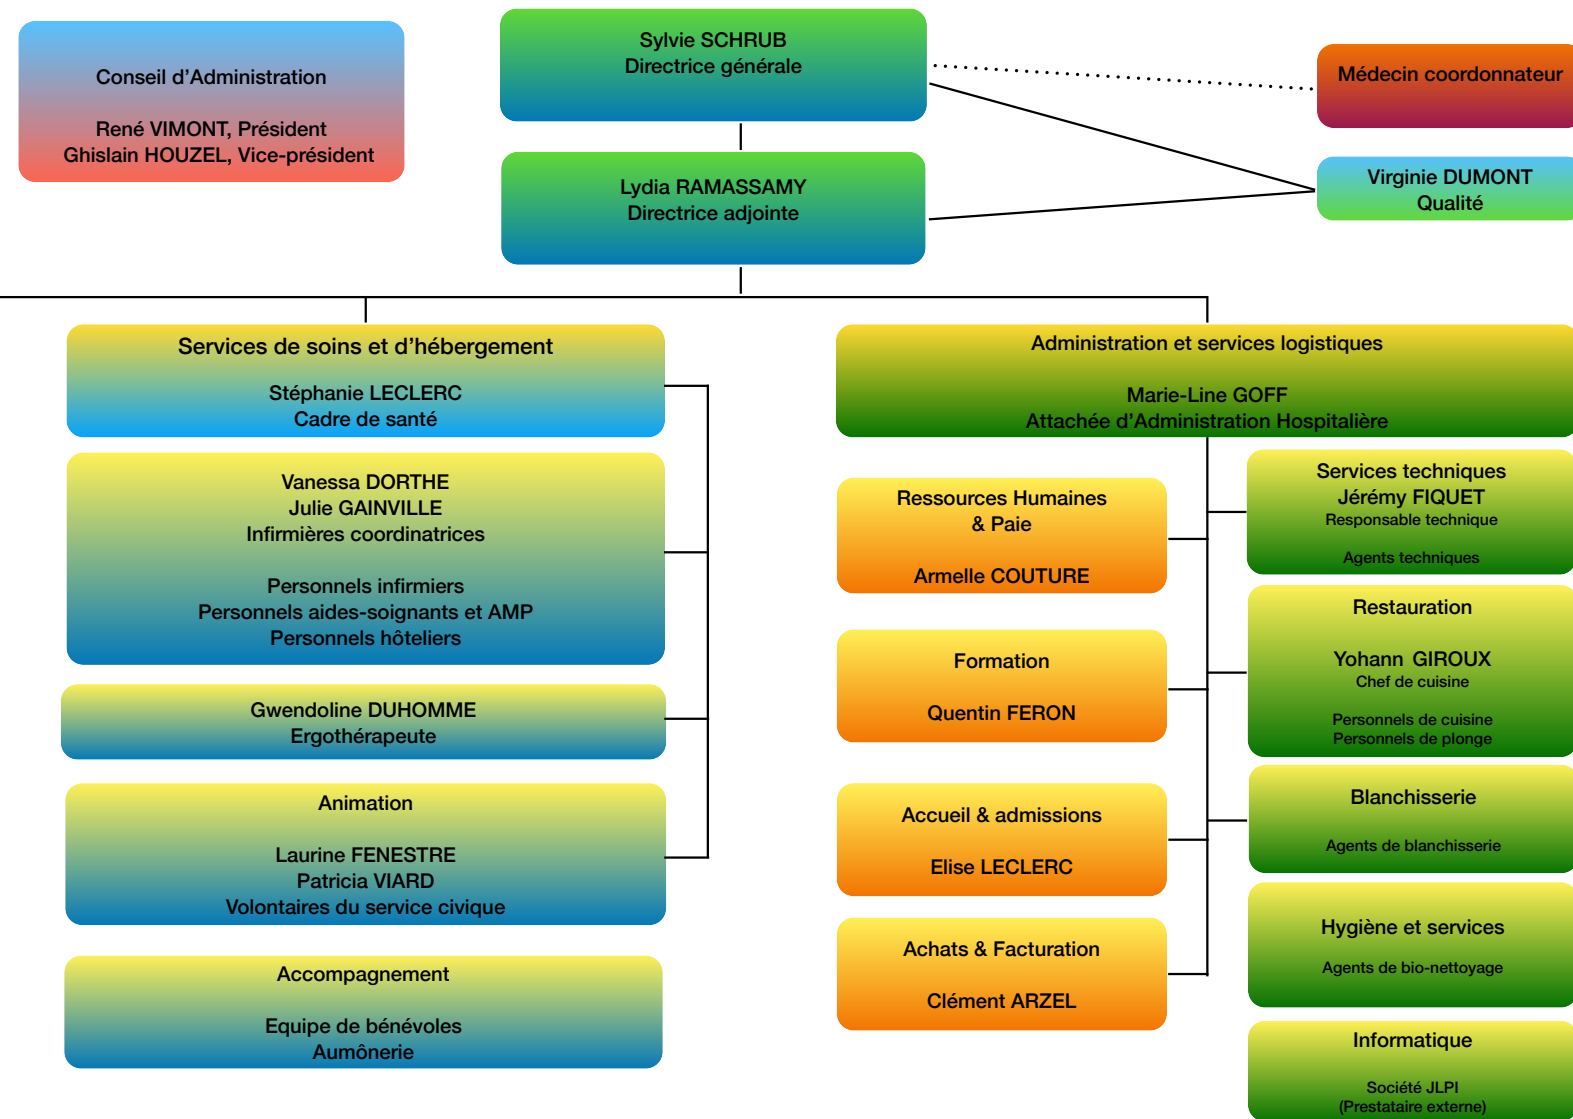 Conseil d’Administration
René VIMONT, Président
Ghislain HOUZEL, Vice-président
Sylvie SCHRUB
Directrice générale
Médecin coordonnateur
Lydia RAMASSAMY
Directrice adjointe
Virginie DUMONT
Qualité
Services de soins et d’hébergement
Stéphanie LECLERC
Cadre de santé
Vanessa DORTHE
Julie GAINVILLE
Infirmières coordinatrices
Personnels infirmiers
Personnels aides-soignants et AMP
Personnels hôteliers
Gwendoline DUHOMME
Ergothérapeute
Animation
Laurine FENESTRE
Patricia VIARD
Volontaires du service civique
Accompagnement
Equipe de bénévoles
Aumônerie
Administration et services logistiques
Marie-Line GOFF
Attachée d’Administration Hospitalière
Ressources Humaines
& Paie
Armelle COUTURE
Formation
Quentin FERON
Accueil & admissions
Elise LECLERC
Achats & Facturation
Clément ARZEL
Services techniques
Jérémy FIQUET
Responsable technique
Agents techniques
Restauration
Yohann GIROUX
Chef de cuisine
Personnels de cuisine
Personnels de plonge
Blanchisserie
Agents de blanchisserie
Hygiène et services
Agents de bio-nettoyage
Informatique
Société JLPI
(Prestataire externe)